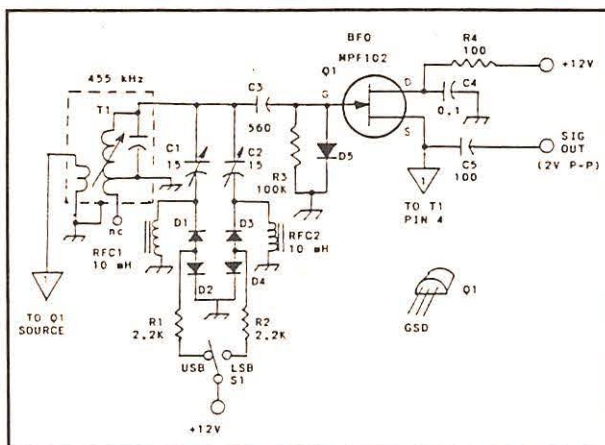 BFO
MPF102
Q1
R4
100
+12V
455 kHz
T1
C3
560
G
D
S
C4
0.1
C1
15
C2
15
R3
100K
D5
C5
100
SIG
OUT
(2V P-P)
1
TO T1
PIN 4
nc
RFC1
10 mH
D1
D3
RFC2
10 mH
D2
D4
1
TO Q1
SOURCE
R1
2.2K
R2
2.2K
USB
LSB
S1
+12V
Q1
GSD